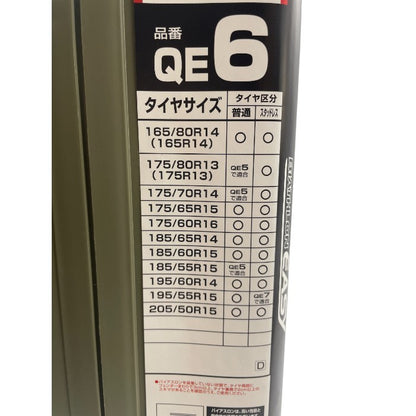 品番
QE6
タイヤサイズ タイヤ区分
普通 スタッドレス
165/80R14 ○ ○
(165R14)
175/80R13 QE5で適合 ○
(175R13)
175/70R14 QE5で適合 ○
175/65R15 ○ ○
175/60R16 ○ ○
185/65R14 ○ ○
185/60R15 ○ ○
185/55R15 QE5で適合 ○
195/60R14 ○ ○
195/55R15 ○ QE7で適合
205/50R15 ○ ○
D
BIATHLON EASY